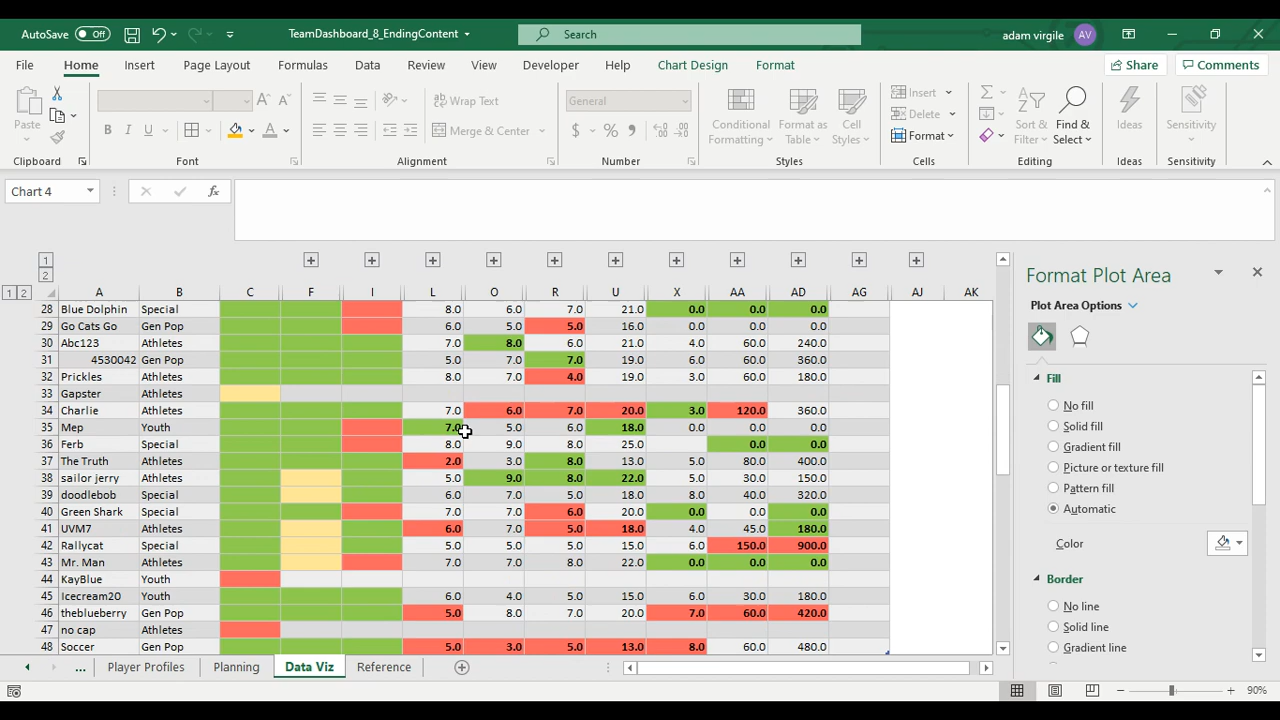 AutoSave Off TeamDashboard_8_EndingContent Search adam virgile AV
File Home Insert Page Layout Formulas Data Review View Developer Help Chart Design Format Share Comments
Paste Wrap Text General Insert Σ
B I U A Merge & Center $ % 9 Conditional Formatting Format as Table Cell Styles Delete Format Sort & Filter Find & Select Ideas Sensitivity
Clipboard Font Alignment Number Styles Cells Editing Ideas Sensitivity
Chart 4 fx
1
2
1 2 A B C F I L O R U X AA AD AG AJ AK
28 Blue Dolphin Special 8.0 6.0 7.0 21.0 0.0 0.0 0.0
29 Go Cats Go Gen Pop 6.0 5.0 5.0 16.0 0.0 0.0 0.0
30 Abc123 Athletes 7.0 8.0 6.0 21.0 4.0 60.0 240.0
31 4530042 Gen Pop 5.0 7.0 7.0 19.0 6.0 60.0 360.0
32 Prickles Athletes 8.0 7.0 4.0 19.0 3.0 60.0 180.0
33 Gapster Athletes
34 Charlie Athletes 7.0 6.0 7.0 20.0 3.0 120.0 360.0
35 Mep Youth 7.0 5.0 6.0 18.0 0.0 0.0 0.0
36 Ferb Special 8.0 9.0 8.0 25.0 0.0 0.0
37 The Truth Athletes 2.0 3.0 8.0 13.0 5.0 80.0 400.0
38 sailor jerry Athletes 5.0 9.0 8.0 22.0 5.0 30.0 150.0
39 doodlebob Special 6.0 7.0 5.0 18.0 8.0 40.0 320.0
40 Green Shark Special 7.0 7.0 6.0 20.0 0.0 0.0 0.0
41 UVM7 Athletes 6.0 7.0 5.0 18.0 4.0 45.0 180.0
42 Rallycat Special 5.0 5.0 5.0 15.0 6.0 150.0 900.0
43 Mr. Man Athletes 7.0 7.0 8.0 22.0 0.0 0.0 0.0
44 KayBlue Youth
45 Icecream20 Youth 6.0 4.0 5.0 15.0 6.0 30.0 180.0
46 theblueberry Gen Pop 5.0 8.0 7.0 20.0 7.0 60.0 420.0
47 no cap Athletes
48 Soccer Gen Pop 5.0 3.0 5.0 13.0 8.0 60.0 480.0
... Player Profiles Planning Data Viz Reference
90%
Format Plot Area
Plot Area Options
Fill
No fill
Solid fill
Gradient fill
Picture or texture fill
Pattern fill
Automatic
Color
Border
No line
Solid line
Gradient line